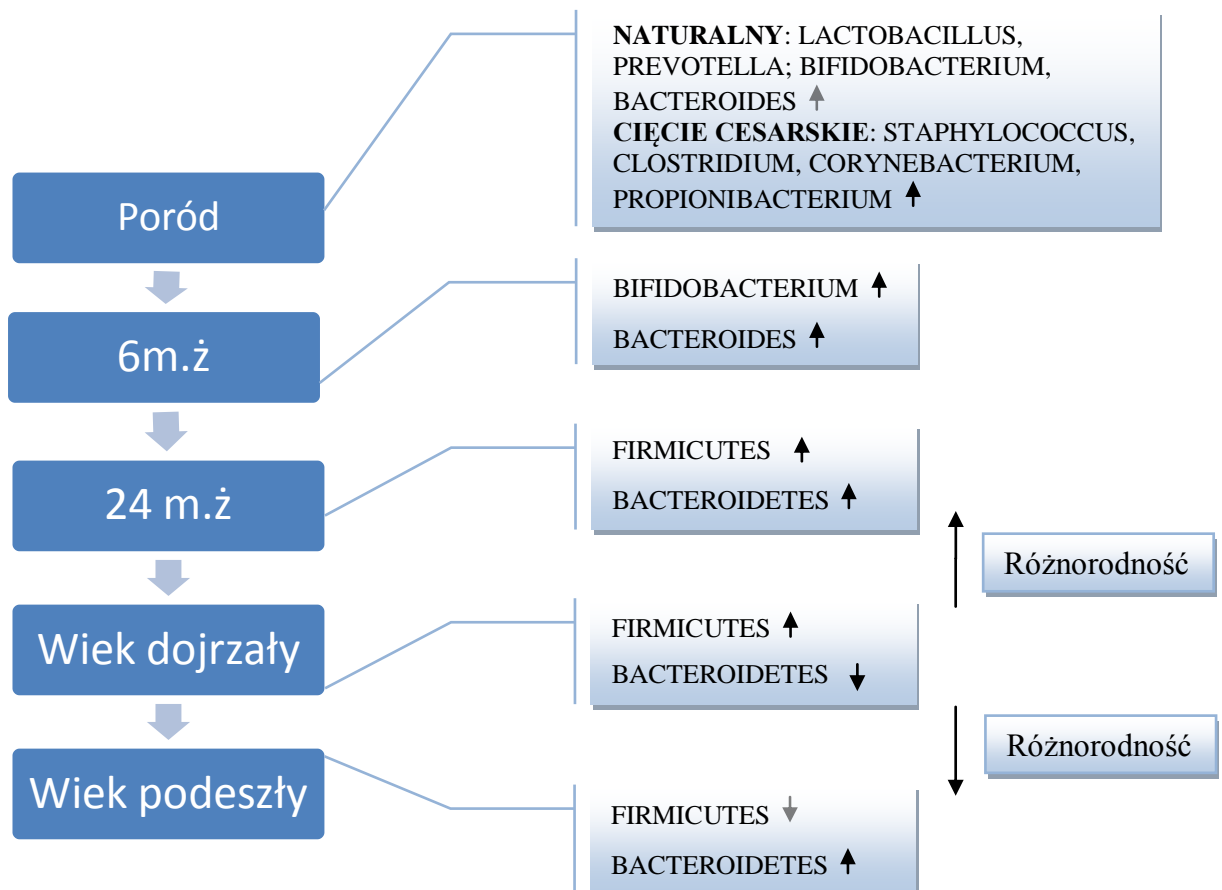 Poród
NATURALNY: LACTOBACILLUS,
PREVOTELLA; BIFIDOBACTERIUM,
BACTEROIDES ↑
CIĘCIE CESARSKIE: STAPHYLOCOCCUS,
CLOSTRIDIUM, CORYNEBACTERIUM,
PROPIONIBACTERIUM ↑
6m.ż
BIFIDOBACTERIUM ↑
BACTEROIDES ↑
24 m.ż
FIRMICUTES ↑
BACTEROIDETES ↑
Różnorodność
Wiek dojrzały
FIRMICUTES ↑
BACTEROIDETES ↓
Różnorodność
Wiek podeszły
FIRMICUTES ↓
BACTEROIDETES ↑